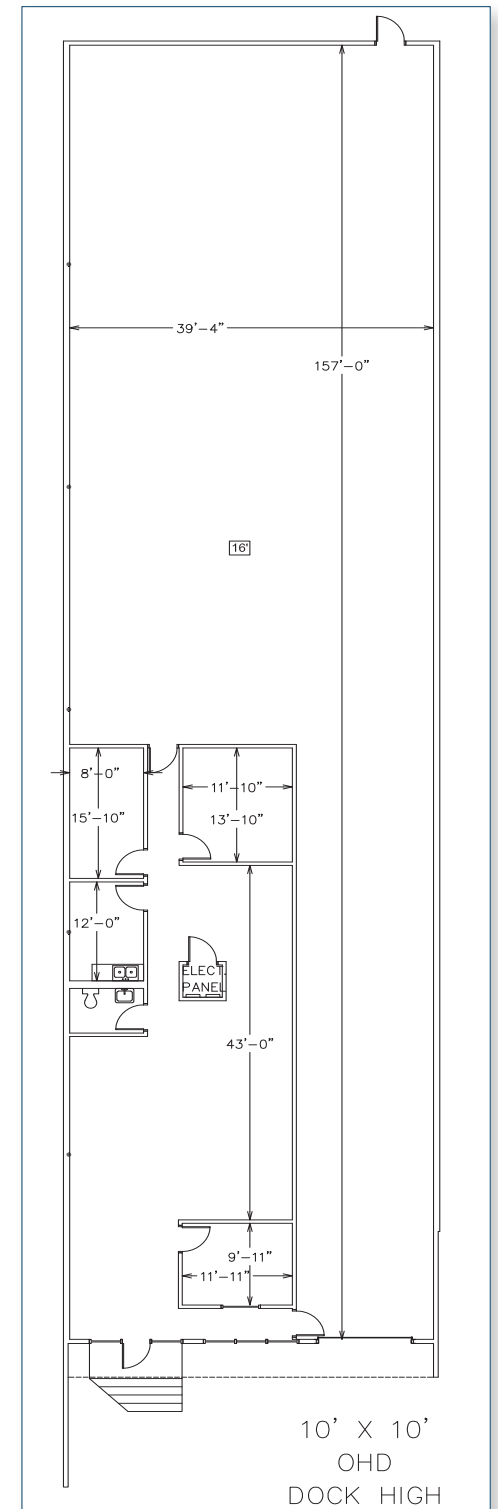 39'-4"
157'-0"
16'
8'-0"
11'-10"
15'-10"
13'-10"
12'-0"
ELECT.
PANEL
43'-0"
9'-11"
11'-11"
10' X 10'
OHD
DOCK HIGH